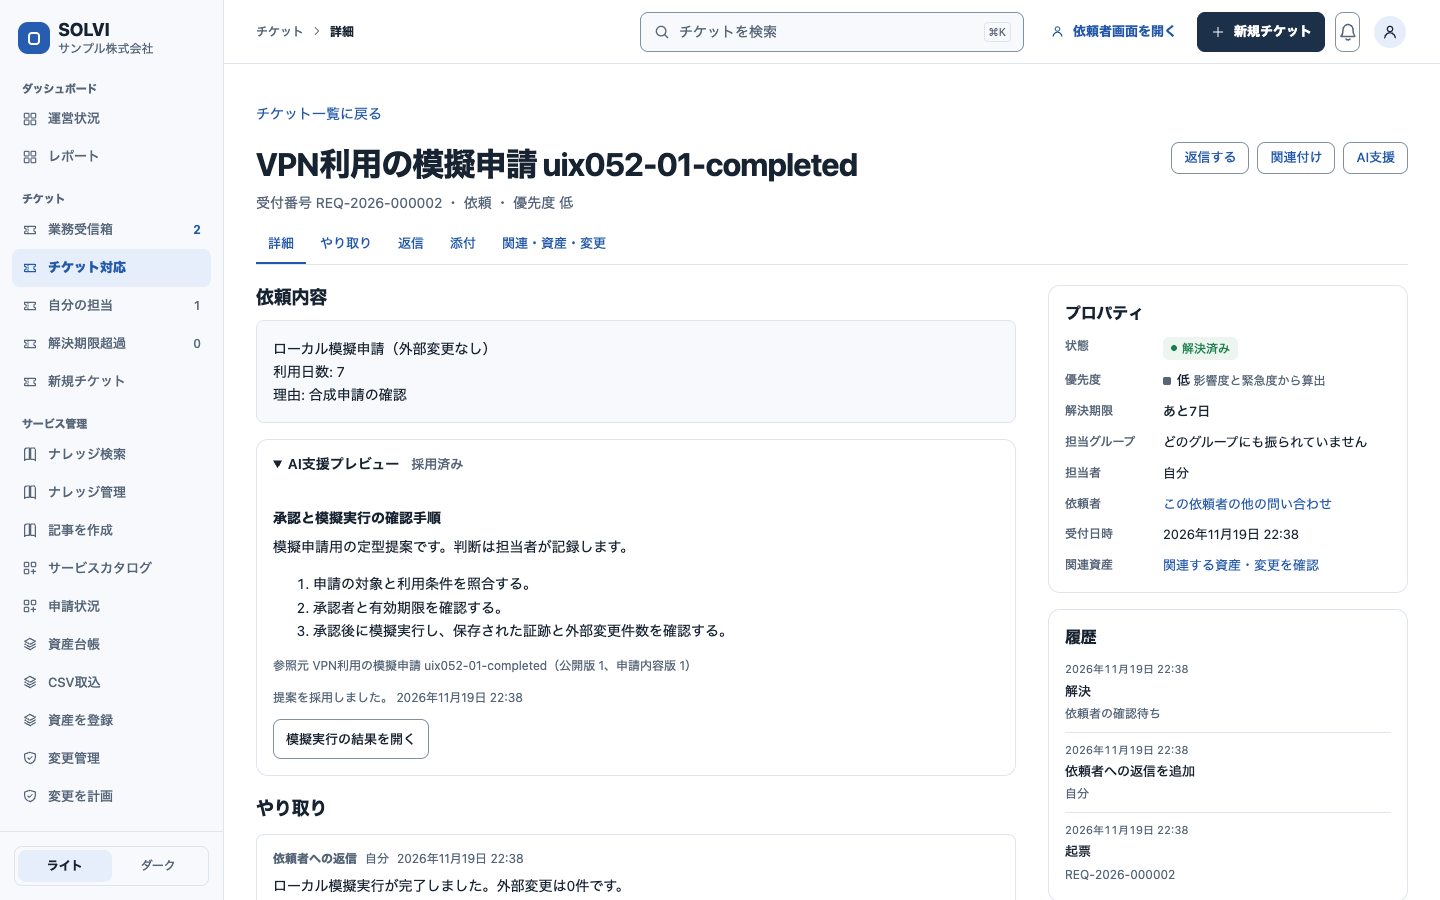 SOLVI
サンプル株式会社
ダッシュボード
運営状況
レポート
チケット
業務受信箱 2
チケット対応
自分の担当 1
解決期限超過 0
新規チケット
サービス管理
ナレッジ検索
ナレッジ管理
記事を作成
サービスカタログ
申請状況
資産台帳
CSV取込
資産を登録
変更管理
変更を計画
ライト ダーク
チケット 詳細
チケットを検索 ⌘K
依頼者画面を開く
新規チケット
チケット一覧に戻る
VPN利用の模擬申請 uix052-01-completed
受付番号 REQ-2026-000002 ・ 依頼 ・ 優先度 低
返信する 関連付け AI支援
詳細 やり取り 返信 添付 関連・資産・変更
依頼内容
ローカル模擬申請（外部変更なし）
利用日数: 7
理由: 合成申請の確認
▼ AI支援プレビュー 採用済み
承認と模擬実行の確認手順
模擬申請用の定型提案です。判断は担当者が記録します。
1. 申請の対象と利用条件を照合する。
2. 承認者と有効期限を確認する。
3. 承認後に模擬実行し、保存された証跡と外部変更件数を確認する。
参照元 VPN利用の模擬申請 uix052-01-completed（公開版 1、申請内容版 1）
提案を採用しました。 2026年11月19日 22:38
模擬実行の結果を開く
やり取り
依頼者への返信 自分 2026年11月19日 22:38
ローカル模擬実行が完了しました。外部変更は0件です。
プロパティ
状態 解決済み
優先度 低 影響度と緊急度から算出
解決期限 あと7日
担当グループ どのグループにも振られていません
担当者 自分
依頼者 この依頼者の他の問い合わせ
受付日時 2026年11月19日 22:38
関連資産 関連する資産・変更を確認
履歴
2026年11月19日 22:38
解決
依頼者の確認待ち
2026年11月19日 22:38
依頼者への返信を追加
自分
2026年11月19日 22:38
起票
REQ-2026-000002